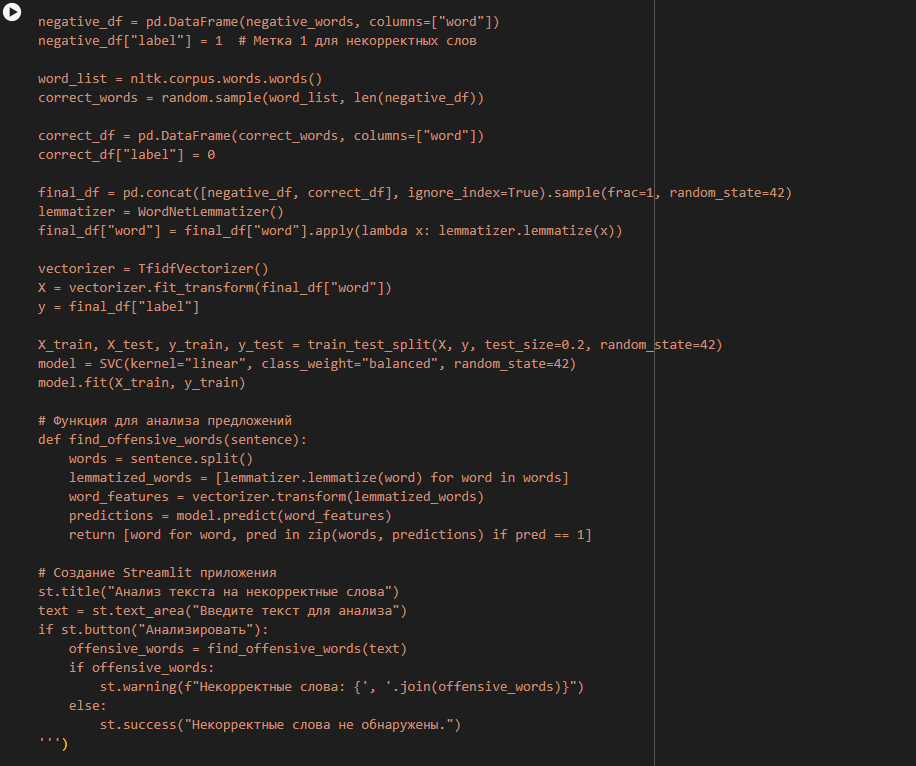 negative_df = pd.DataFrame(negative_words, columns=["word"])
negative_df["label"] = 1  # Метка 1 для некорректных слов

word_list = nltk.corpus.words.words()
correct_words = random.sample(word_list, len(negative_df))

correct_df = pd.DataFrame(correct_words, columns=["word"])
correct_df["label"] = 0

final_df = pd.concat([negative_df, correct_df], ignore_index=True).sample(frac=1, random_state=42)
lemmatizer = WordNetLemmatizer()
final_df["word"] = final_df["word"].apply(lambda x: lemmatizer.lemmatize(x))

vectorizer = TfidfVectorizer()
X = vectorizer.fit_transform(final_df["word"])
y = final_df["label"]

X_train, X_test, y_train, y_test = train_test_split(X, y, test_size=0.2, random_state=42)
model = SVC(kernel="linear", class_weight="balanced", random_state=42)
model.fit(X_train, y_train)

# Функция для анализа предложений
def find_offensive_words(sentence):
    words = sentence.split()
    lemmatized_words = [lemmatizer.lemmatize(word) for word in words]
    word_features = vectorizer.transform(lemmatized_words)
    predictions = model.predict(word_features)
    return [word for word, pred in zip(words, predictions) if pred == 1]

# Создание Streamlit приложения
st.title("Анализ текста на некорректные слова")
text = st.text_area("Введите текст для анализа")
if st.button("Анализировать"):
    offensive_words = find_offensive_words(text)
    if offensive_words:
        st.warning(f"Некорректные слова: {', '.join(offensive_words)}")
    else:
        st.success("Некорректные слова не обнаружены.")
''')